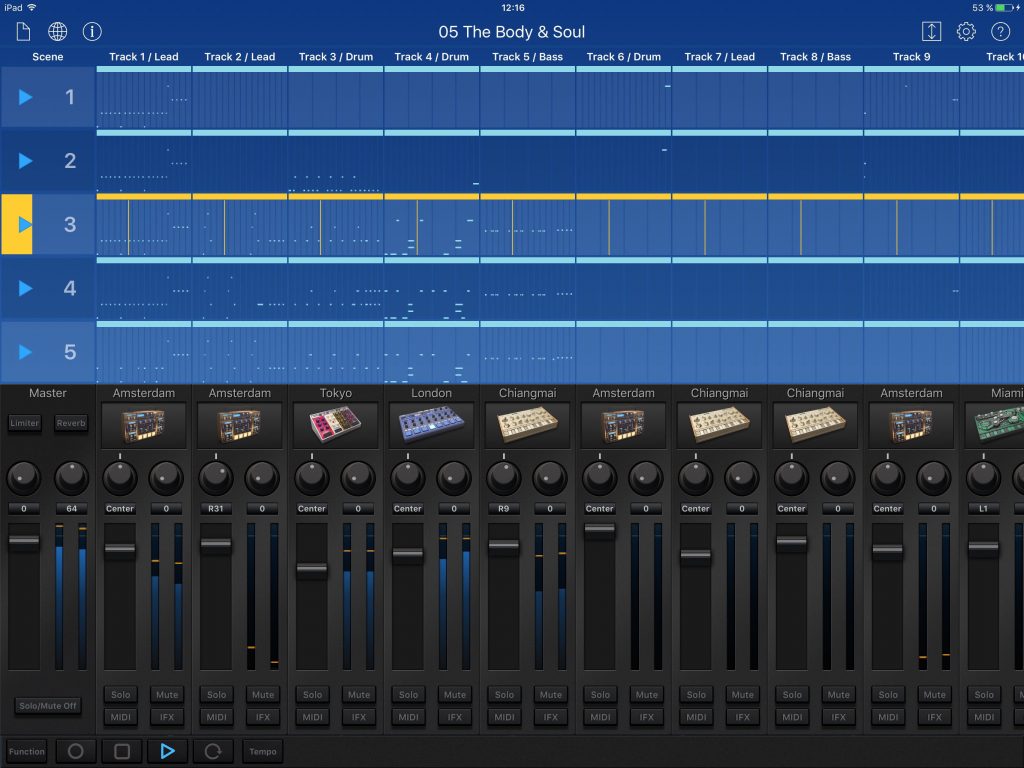 iPad 12:16 53 %
05 The Body & Soul
Scene Track 1 / Lead Track 2 / Lead Track 3 / Drum Track 4 / Drum Track 5 / Bass Track 6 / Drum Track 7 / Lead Track 8 / Bass Track 9 Track 10
1
2
3
4
5
Master Amsterdam Amsterdam Tokyo London Chiangmai Amsterdam Chiangmai Chiangmai Amsterdam Miami
Limiter Reverb
0 64 Center 0 R31 0 Center 0 Center 0 R9 0 Center 0 Center 0 Center 0 Center 0 L1
Solo Mute Solo Mute Solo Mute Solo Mute Solo Mute Solo Mute Solo Mute Solo Mute Solo Mute Solo
Solo/Mute Off
MIDI IFX MIDI IFX MIDI IFX MIDI IFX MIDI IFX MIDI IFX MIDI IFX MIDI IFX MIDI IFX MIDI
Function Tempo